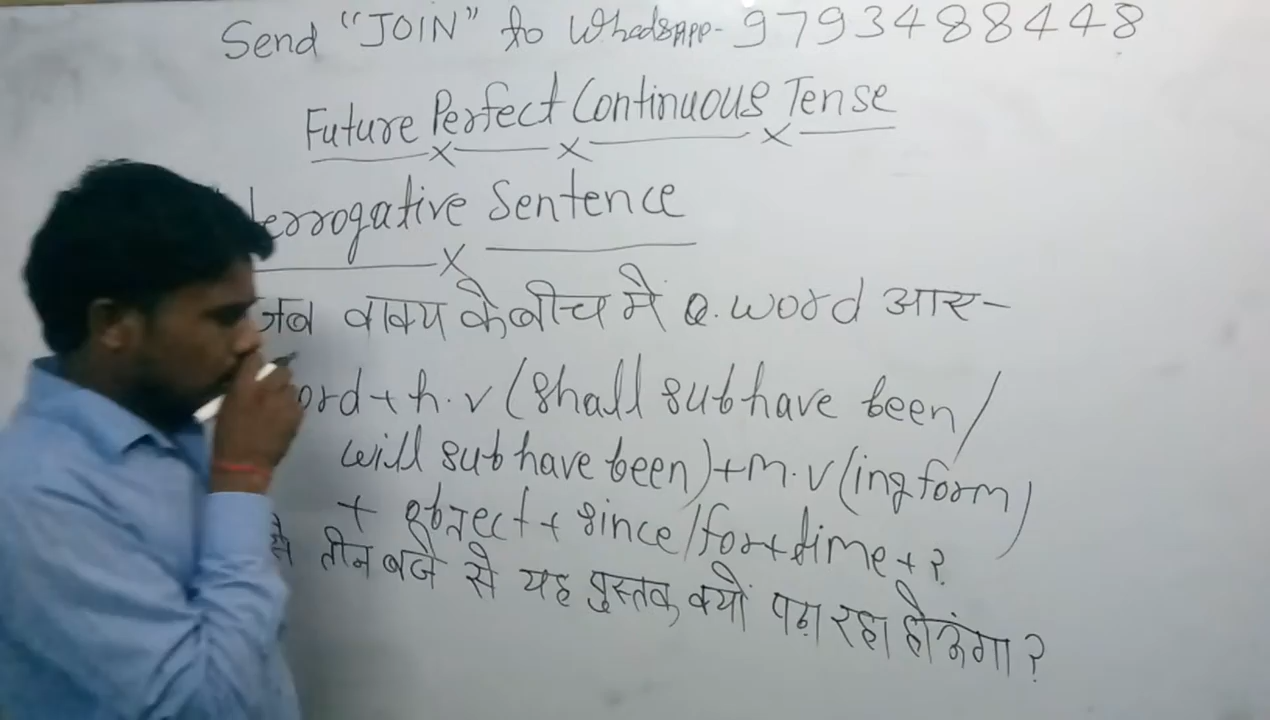 Send "JOIN" to WhatsApp- 9793488448
Future Perfect Continuous Tense
terrogative Sentence
जब वाक्य के बीच में Q. word आए-
ord + h.v (shall sub have been /
will sub have been) + m.v (ing form)
+ object + since/for + time + ?
तीन बजे से यह पुस्तक क्यों पढ़ रहा होऊंगा ?